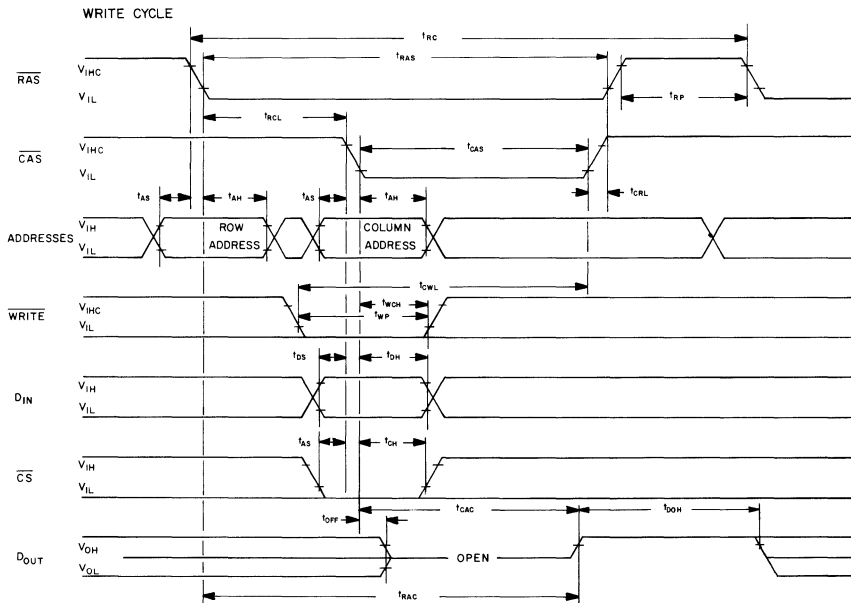 WRITE CYCLE
tRC
tRAS
RAS
VIHC
VIL
tRP
tRCL
CAS
VIHC
VIL
tCAS
tCRL
tAS
tAH
tAS
tAH
ADDRESSES
VIH
VIL
ROW
ADDRESS
COLUMN
ADDRESS
tCWL
tWCH
tWP
WRITE
VIHC
VIL
tDS
tDH
DIN
VIH
VIL
tAS
tCH
CS
VIH
VIL
tCAC
tDOH
tOFF
DOUT
VOH
VOL
OPEN
tRAC